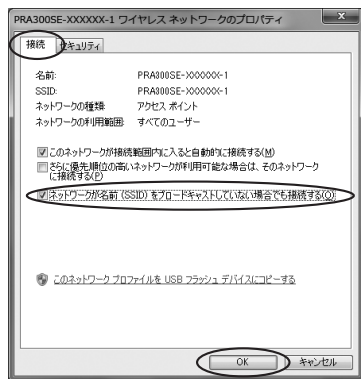 PRA300SE-XXXXXX-1 ワイヤレス ネットワークのプロパティ
接続 セキュリティ
名前: PRA300SE-XXXXXX-1
SSID: PRA300SE-XXXXXX-1
ネットワークの種類: アクセス ポイント
ネットワークの利用範囲: すべてのユーザー
このネットワークが接続範囲内に入ると自動的に接続する(M)
さらに優先順位の高いネットワークが利用可能な場合は、そのネットワーク
に接続する(P)
ネットワークが名前 (SSID) をブロードキャストしていない場合でも接続する(O)
このネットワーク プロファイルを USB フラッシュ デバイスにコピーする
OK キャンセル